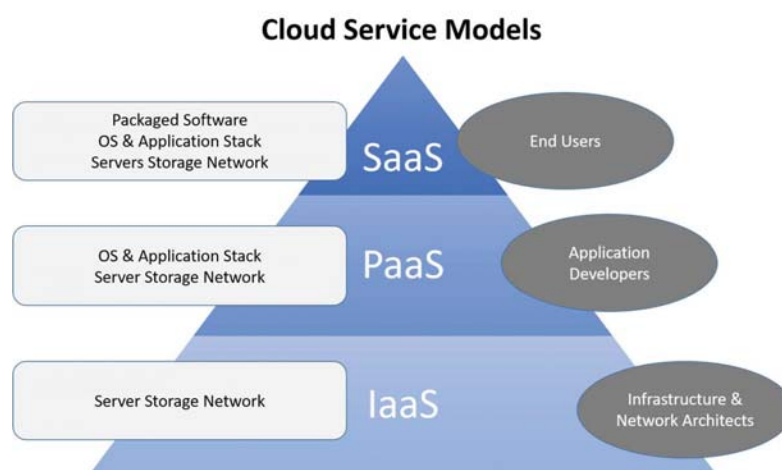 Cloud Service Models
Packaged Software
OS & Application Stack
Servers Storage Network
SaaS
End Users
OS & Application Stack
Server Storage Network
PaaS
Application
Developers
Server Storage Network
IaaS
Infrastructure &
Network Architects